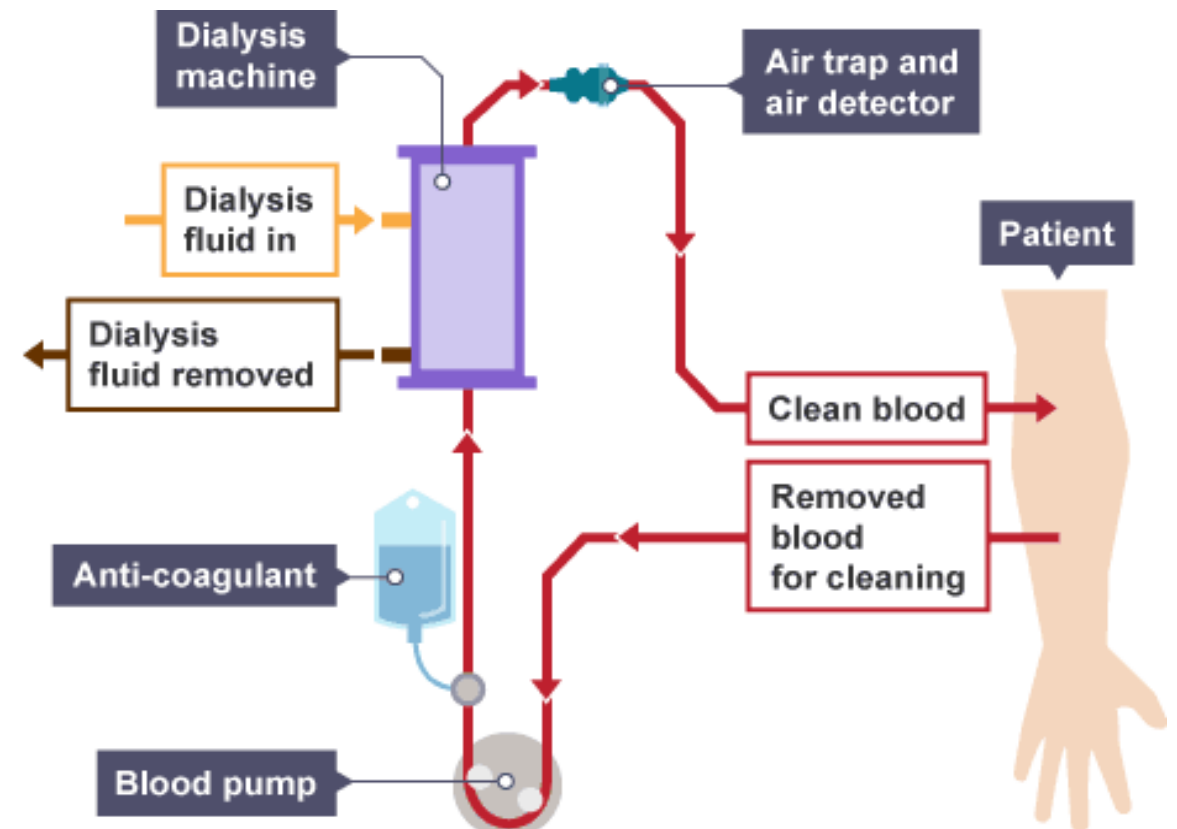 Dialysis
machine
Air trap and
air detector
Dialysis
fluid in
Patient
Dialysis
fluid removed
Clean blood
Removed
blood
for cleaning
Anti-coagulant
Blood pump